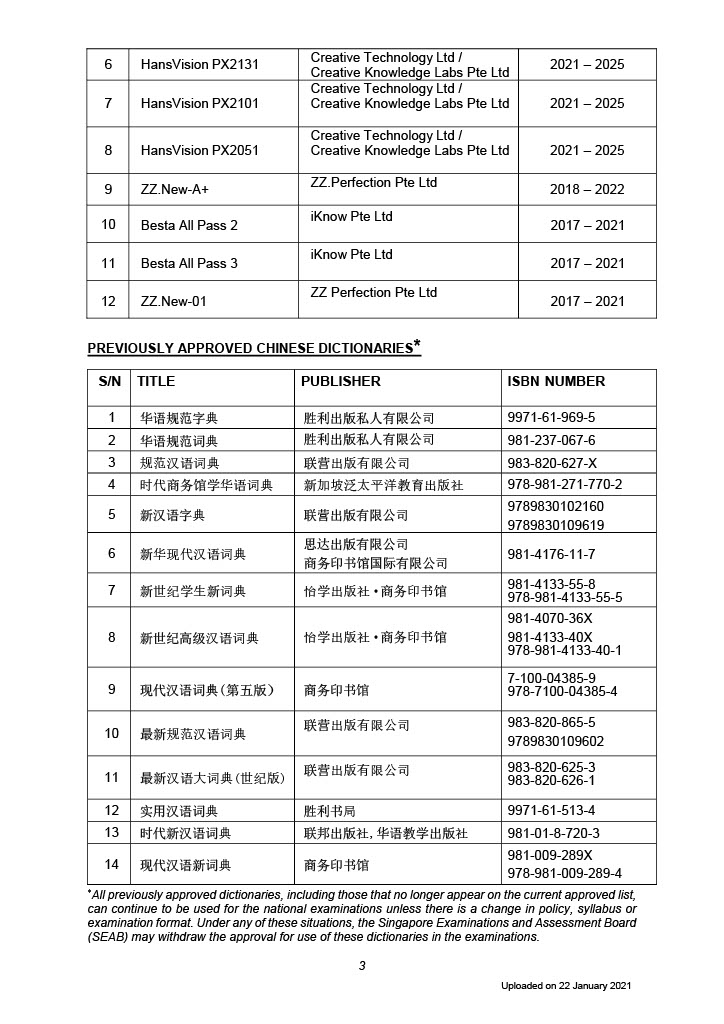 6 HansVision PX2131 Creative Technology Ltd / 2021 – 2025
Creative Knowledge Labs Pte Ltd
7 HansVision PX2101 Creative Technology Ltd / 2021 – 2025
Creative Knowledge Labs Pte Ltd
8 HansVision PX2051 Creative Technology Ltd / 2021 – 2025
Creative Knowledge Labs Pte Ltd
9 ZZ.New-A+ ZZ.Perfection Pte Ltd 2018 – 2022
10 Besta All Pass 2 iKnow Pte Ltd 2017 – 2021
11 Besta All Pass 3 iKnow Pte Ltd 2017 – 2021
12 ZZ.New-01 ZZ Perfection Pte Ltd 2017 – 2021
PREVIOUSLY APPROVED CHINESE DICTIONARIES*
S/N TITLE PUBLISHER ISBN NUMBER
1 华语规范字典 胜利出版私人有限公司 9971-61-969-5
2 华语规范词典 胜利出版私人有限公司 981-237-067-6
3 规范汉语词典 联营出版有限公司 983-820-627-X
4 时代商务馆学华语词典 新加坡泛太平洋教育出版社 978-981-271-770-2
5 新汉语字典 联营出版有限公司 9789830102160
9789830109619
6 新华现代汉语词典 思达出版有限公司 981-4176-11-7
商务印书馆国际有限公司
7 新世纪学生新词典 怡学出版社•商务印书馆 981-4133-55-8
978-981-4133-55-5
8 新世纪高级汉语词典 怡学出版社•商务印书馆 981-4070-36X
981-4133-40X
978-981-4133-40-1
9 现代汉语词典(第五版) 商务印书馆 7-100-04385-9
978-7100-04385-4
10 最新规范汉语词典 联营出版有限公司 983-820-865-5
9789830109602
11 最新汉语大词典(世纪版) 联营出版有限公司 983-820-625-3
983-820-626-1
12 实用汉语词典 胜利书局 9971-61-513-4
13 时代新汉语词典 联邦出版社,华语教学出版社 981-01-8-720-3
14 现代汉语新词典 商务印书馆 981-009-289X
978-981-009-289-4
*All previously approved dictionaries, including those that no longer appear on the current approved list,
can continue to be used for the national examinations unless there is a change in policy, syllabus or
examination format. Under any of these situations, the Singapore Examinations and Assessment Board
(SEAB) may withdraw the approval for use of these dictionaries in the examinations.
3
Uploaded on 22 January 2021